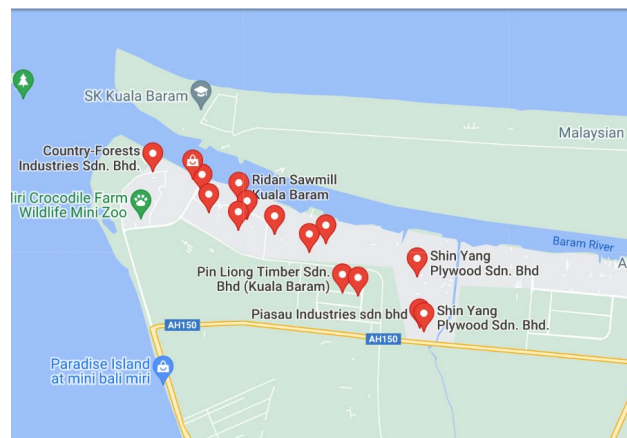 SK Kuala Baram
Malaysian
Country-Forests
Industries Sdn. Bhd.
Ridan Sawmill
Kuala Baram
iri Crocodile Farm
Wildlife Mini Zoo
Baram River
A
Shin Yang
Plywood Sdn. Bhd
Pin Liong Timber Sdn.
Bhd (Kuala Baram)
Piasau Industries sdn bhd
Shin Yang
Plywood Sdn. Bhd.
AH150
AH150
Paradise Island
at mini bali miri